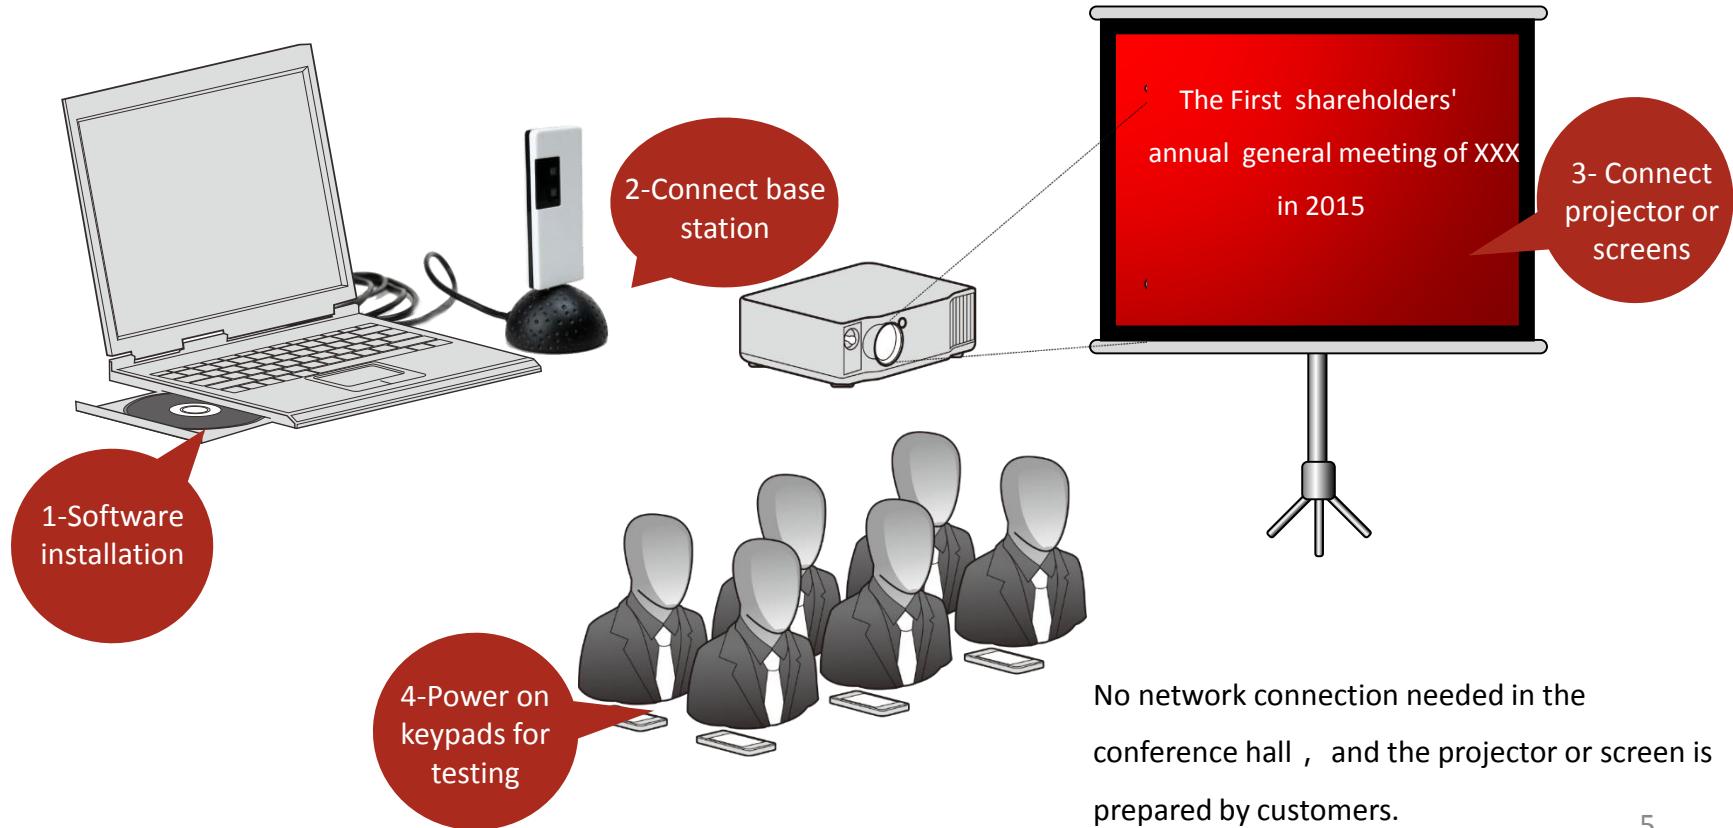 The First shareholders'
annual general meeting of XXX
in 2015
2-Connect base
station
3- Connect
projector or
screens
1-Software
installation
4-Power on
keypads for
testing
No network connection needed in the
conference hall , and the projector or screen is
prepared by customers.
5